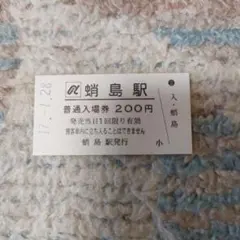 17.-1.28
α 蛸島駅
普通入場券 200円
発売当日1回限り有効
旅客車内に立ち入ることはできません
蛸島駅発行
小
入・蛸島